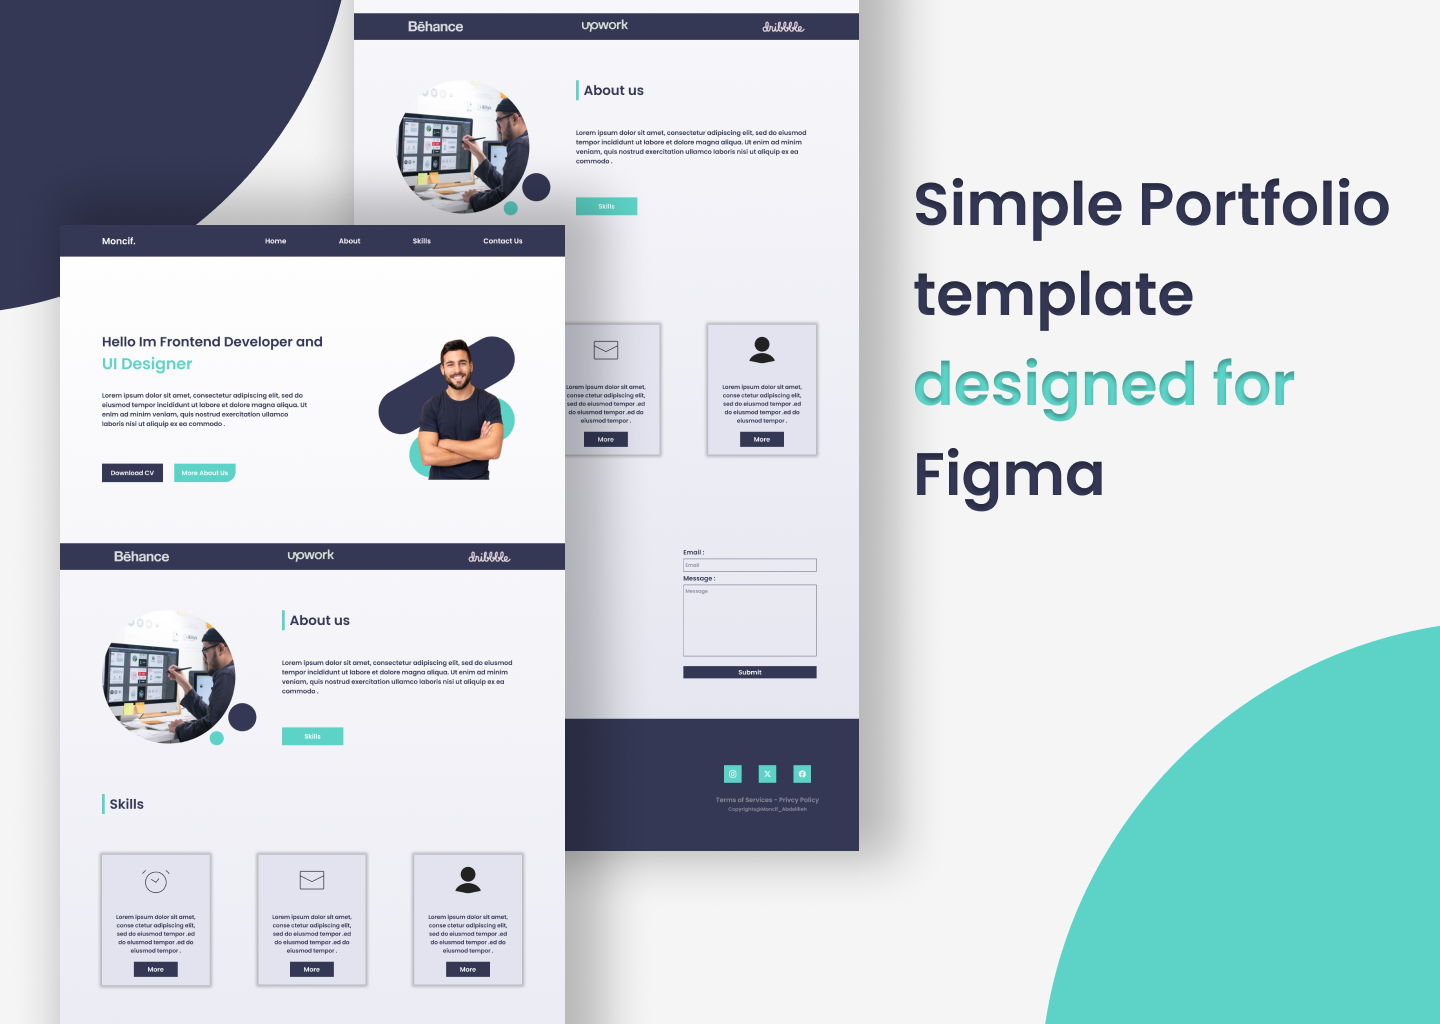 Bēhance
upwork
dribbble
About us
Lorem ipsum dolor sit amet, consectetur adipiscing elit, sed do eiusmod
tempor incididunt ut labore et dolore magna aliqua. Ut enim ad minim
veniam, quis nostrud exercitation ullamco laboris nisi ut aliquip ex ea
commodo .
Skills
Lorem ipsum dolor sit amet,
conse ctetur adipiscing elit,
sed do eiusmod tempor .ed
do eiusmod tempor .ed do
eiusmod tempor .
More
Lorem ipsum dolor sit amet,
conse ctetur adipiscing elit,
sed do eiusmod tempor .ed
do eiusmod tempor .ed do
eiusmod tempor .
More
Email :
Email
Message :
Message
Submit
Terms of Services - Privcy Policy
Moncif.
Home
About
Skills
Contact Us
Hello Im Frontend Developer and
UI Designer
Lorem ipsum dolor sit amet, consectetur adipiscing elit, sed do
eiusmod tempor incididunt ut labore et dolore magna aliqua. Ut
enim ad minim veniam, quis nostrud exercitation ullamco
laboris nisi ut aliquip ex ea commodo .
Download CV
More About Us
Bēhance
upwork
dribbble
About us
Lorem ipsum dolor sit amet, consectetur adipiscing elit, sed do eiusmod
tempor incididunt ut labore et dolore magna aliqua. Ut enim ad minim
veniam, quis nostrud exercitation ullamco laboris nisi ut aliquip ex ea
commodo .
Skills
Skills
Lorem ipsum dolor sit amet,
conse ctetur adipiscing elit,
sed do eiusmod tempor .ed
do eiusmod tempor .ed do
eiusmod tempor .
More
Lorem ipsum dolor sit amet,
conse ctetur adipiscing elit,
sed do eiusmod tempor .ed
do eiusmod tempor .ed do
eiusmod tempor .
More
Lorem ipsum dolor sit amet,
conse ctetur adipiscing elit,
sed do eiusmod tempor .ed
do eiusmod tempor .ed do
eiusmod tempor .
More
Simple Portfolio
template
designed for
Figma